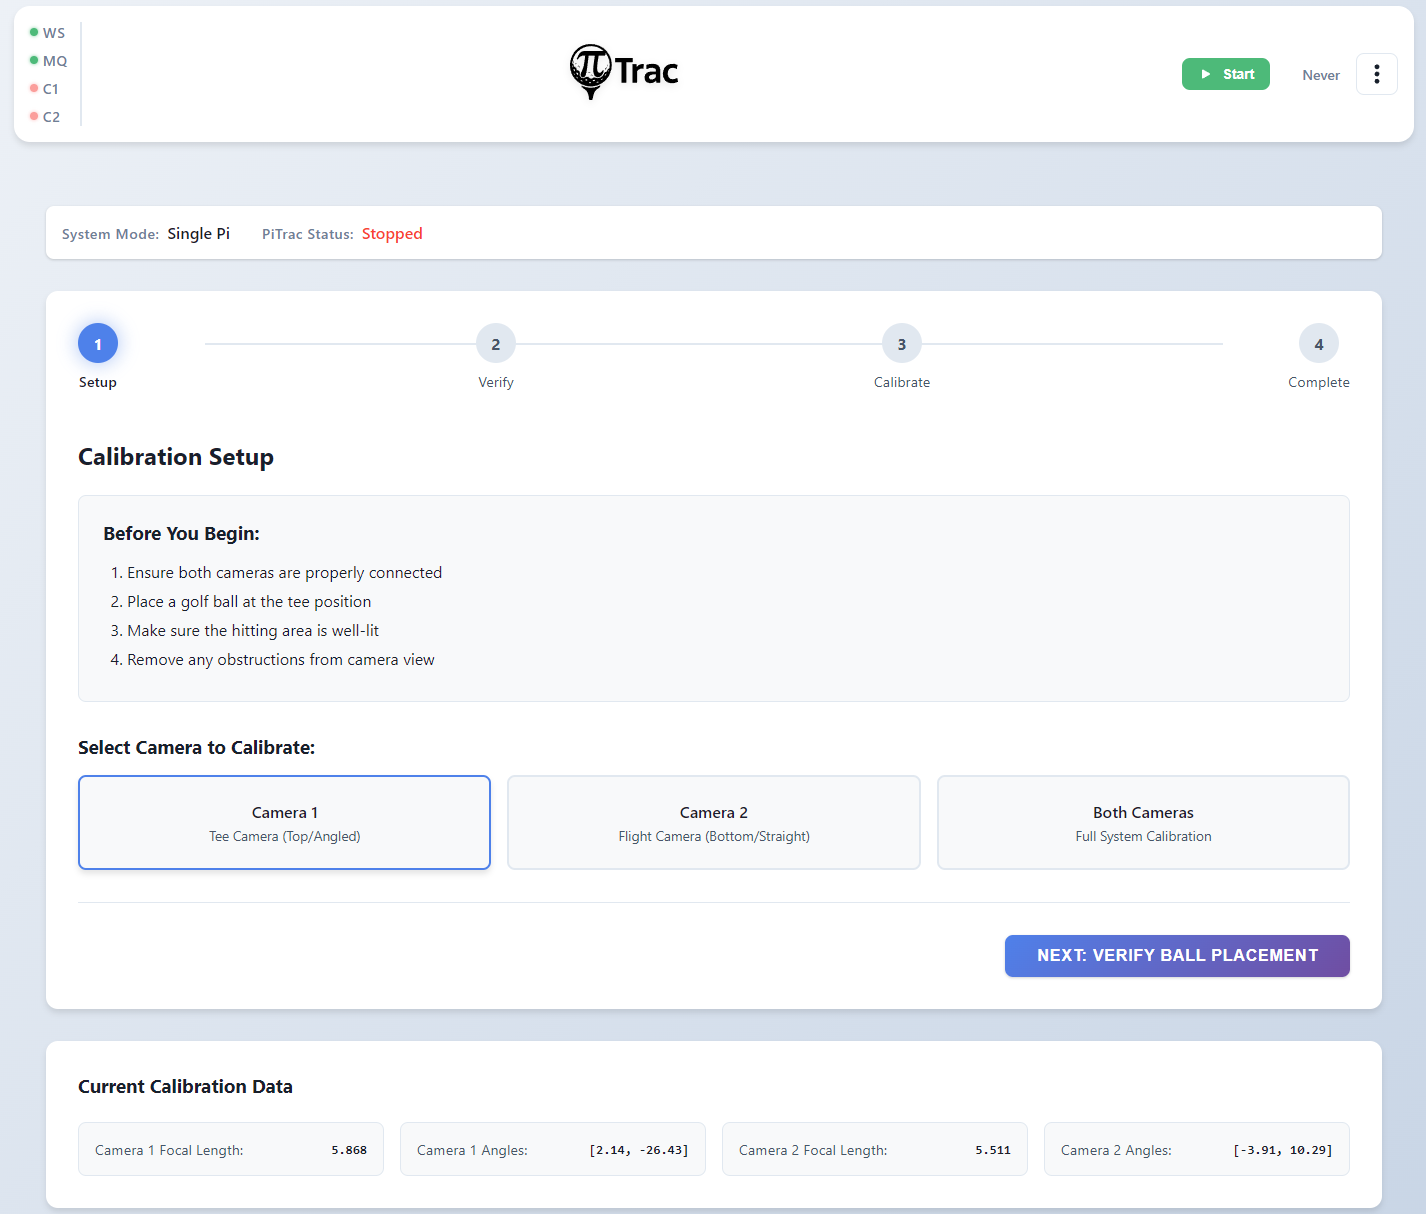 WS
MQ
C1
C2
πTrac
Start
Never
System Mode: Single Pi PiTrac Status: Stopped
1
2
3
4
Setup
Verify
Calibrate
Complete
Calibration Setup
Before You Begin:
1. Ensure both cameras are properly connected
2. Place a golf ball at the tee position
3. Make sure the hitting area is well-lit
4. Remove any obstructions from camera view
Select Camera to Calibrate:
Camera 1
Tee Camera (Top/Angled)
Camera 2
Flight Camera (Bottom/Straight)
Both Cameras
Full System Calibration
NEXT: VERIFY BALL PLACEMENT
Current Calibration Data
Camera 1 Focal Length: 5.868
Camera 1 Angles: [2.14, -26.43]
Camera 2 Focal Length: 5.511
Camera 2 Angles: [-3.91, 10.29]